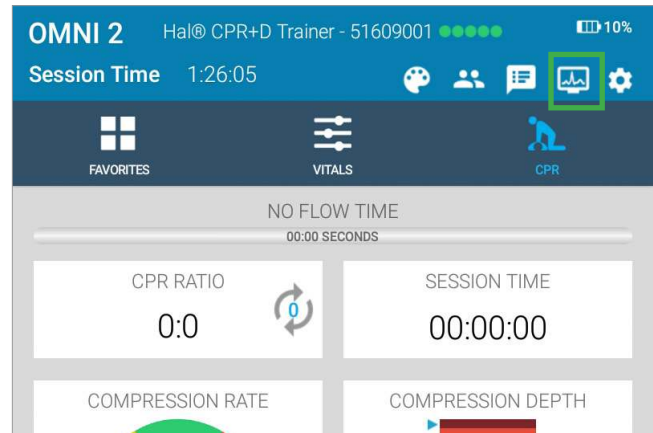 OMNI 2 Hal® CPR+D Trainer - 51609001 10%
Session Time 1:26:05
FAVORITES VITALS CPR
NO FLOW TIME
00:00 SECONDS
CPR RATIO SESSION TIME
0:0 0 00:00:00
COMPRESSION RATE COMPRESSION DEPTH